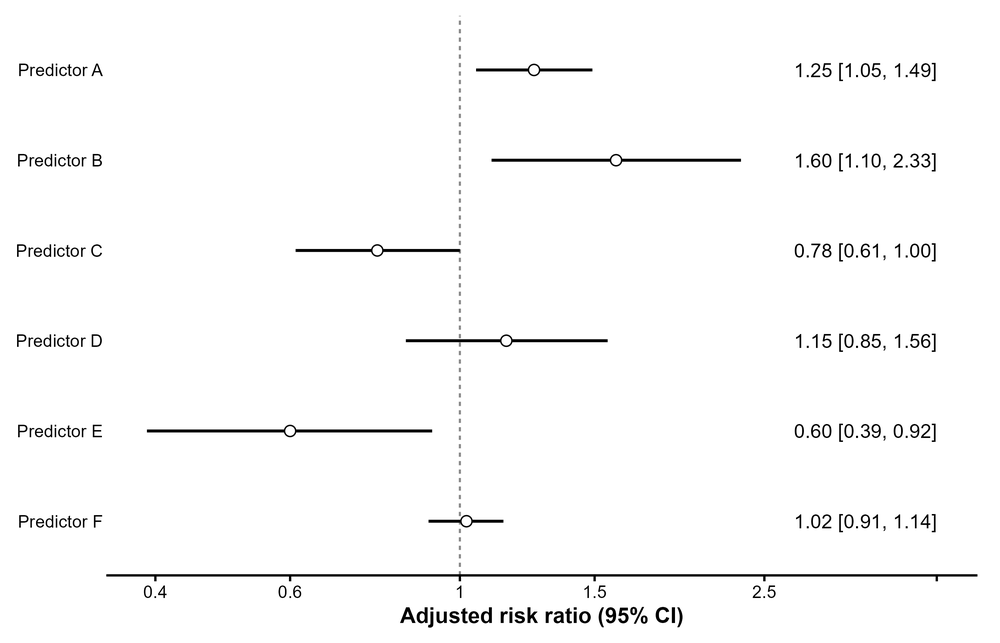 Predictor A 1.25 [1.05, 1.49]
Predictor B 1.60 [1.10, 2.33]
Predictor C 0.78 [0.61, 1.00]
Predictor D 1.15 [0.85, 1.56]
Predictor E 0.60 [0.39, 0.92]
Predictor F 1.02 [0.91, 1.14]
0.4 0.6 1 1.5 2.5
Adjusted risk ratio (95% CI)